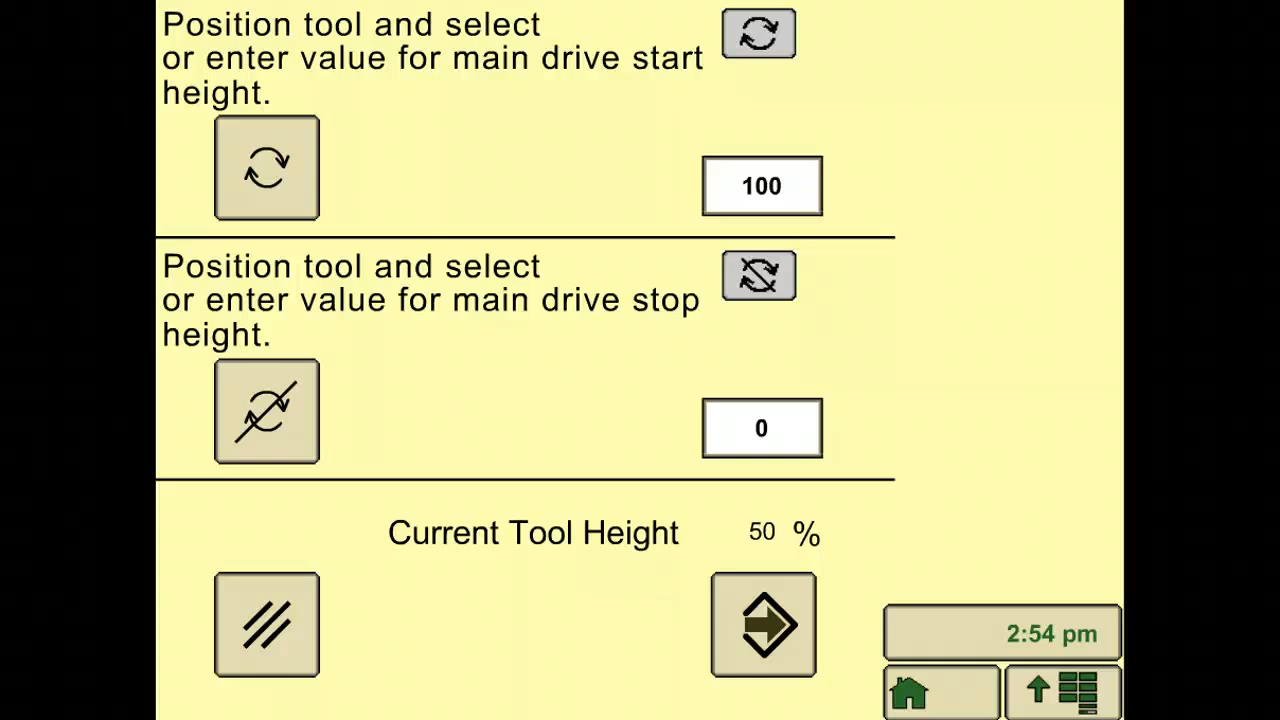 Position tool and select
or enter value for main drive start
height.
100
Position tool and select
or enter value for main drive stop
height.
0
Current Tool Height 50 %
2:54 pm